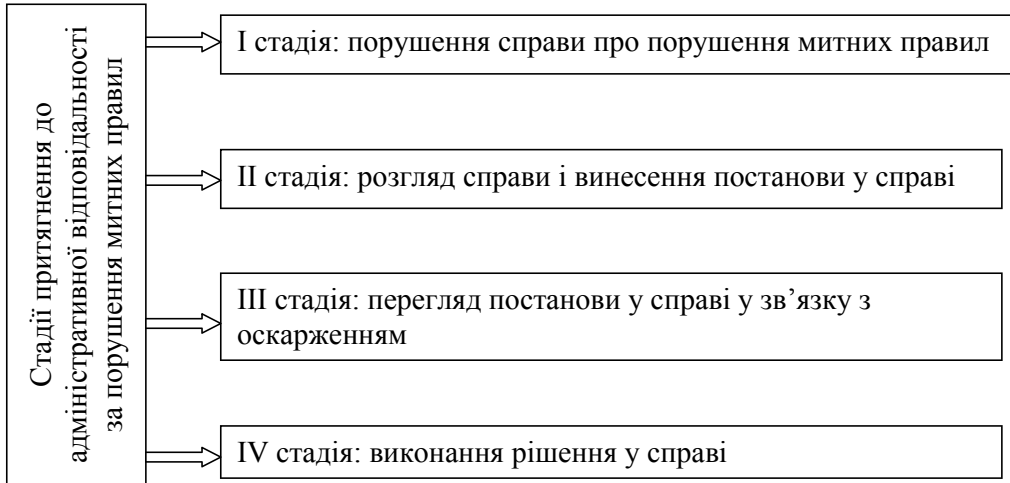 Стадії притягнення до
адміністративної відповідальності
за порушення митних правил
I стадія: порушення справи про порушення митних правил
II стадія: розгляд справи і винесення постанови у справі
III стадія: перегляд постанови у справі у зв’язку з
оскарженням
IV стадія: виконання рішення у справі